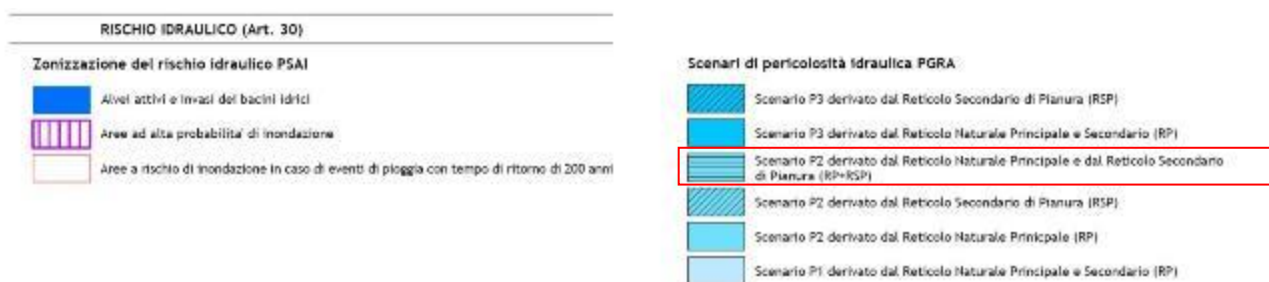 RISCHIO IDRAULICO (Art. 30)
Zonizzazione del rischio idraulico PSAI
Alvei attivi e invasi dei bacini idrici
Aree ad alta probabilita' di inondazione
Aree a rischio di inondazione in caso di eventi di pioggia con tempo di ritorno di 200 anni
Scenari di pericolosità idraulica PGRA
Scenario P3 derivato dal Reticolo Secondario di Pianura (RSP)
Scenario P3 derivato dal Reticolo Naturale Principale e Secondario (RP)
Scenario P2 derivato dal Reticolo Naturale Principale e dal Reticolo Secondario
di Pianura (RP+RSP)
Scenario P2 derivato dal Reticolo Secondario di Pianura (RSP)
Scenario P2 derivato dal Reticolo Naturale Prinicpale (RP)
Scenario P1 derivato dal Reticolo Naturale Principale e Secondario (RP)